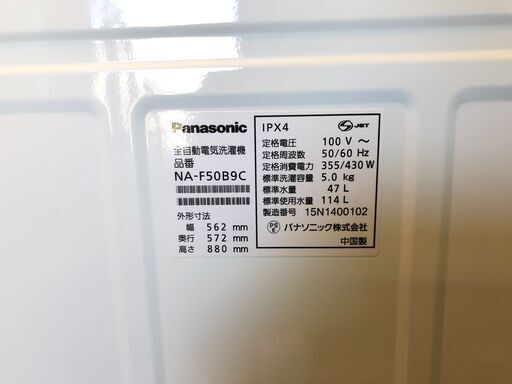 Panasonic
全自動電気洗濯機
品番
NA-F50B9C
外形寸法
幅 562 mm
奥行 572 mm
高さ 880 mm
IPX4
JET
定格電圧 100 V ～
定格周波数 50/60 Hz
定格消費電力 355/430 W
標準洗濯容量 5.0 kg
標準水量 47 L
標準使用水量 114 L
製造番号 15N1400102
PS E パナソニック株式会社
中国製